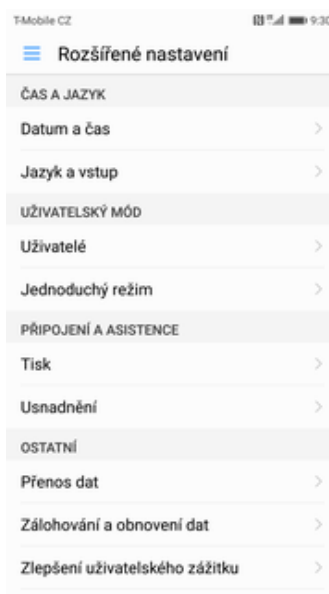 T-Mobile CZ 9:30
Rozšířené nastavení
ČAS A JAZYK
Datum a čas
Jazyk a vstup
UŽIVATELSKÝ MÓD
Uživatelé
Jednoduchý režim
PŘIPOJENÍ A ASISTENCE
Tisk
Usnadnění
OSTATNÍ
Přenos dat
Zálohování a obnovení dat
Zlepšení uživatelského zážitku